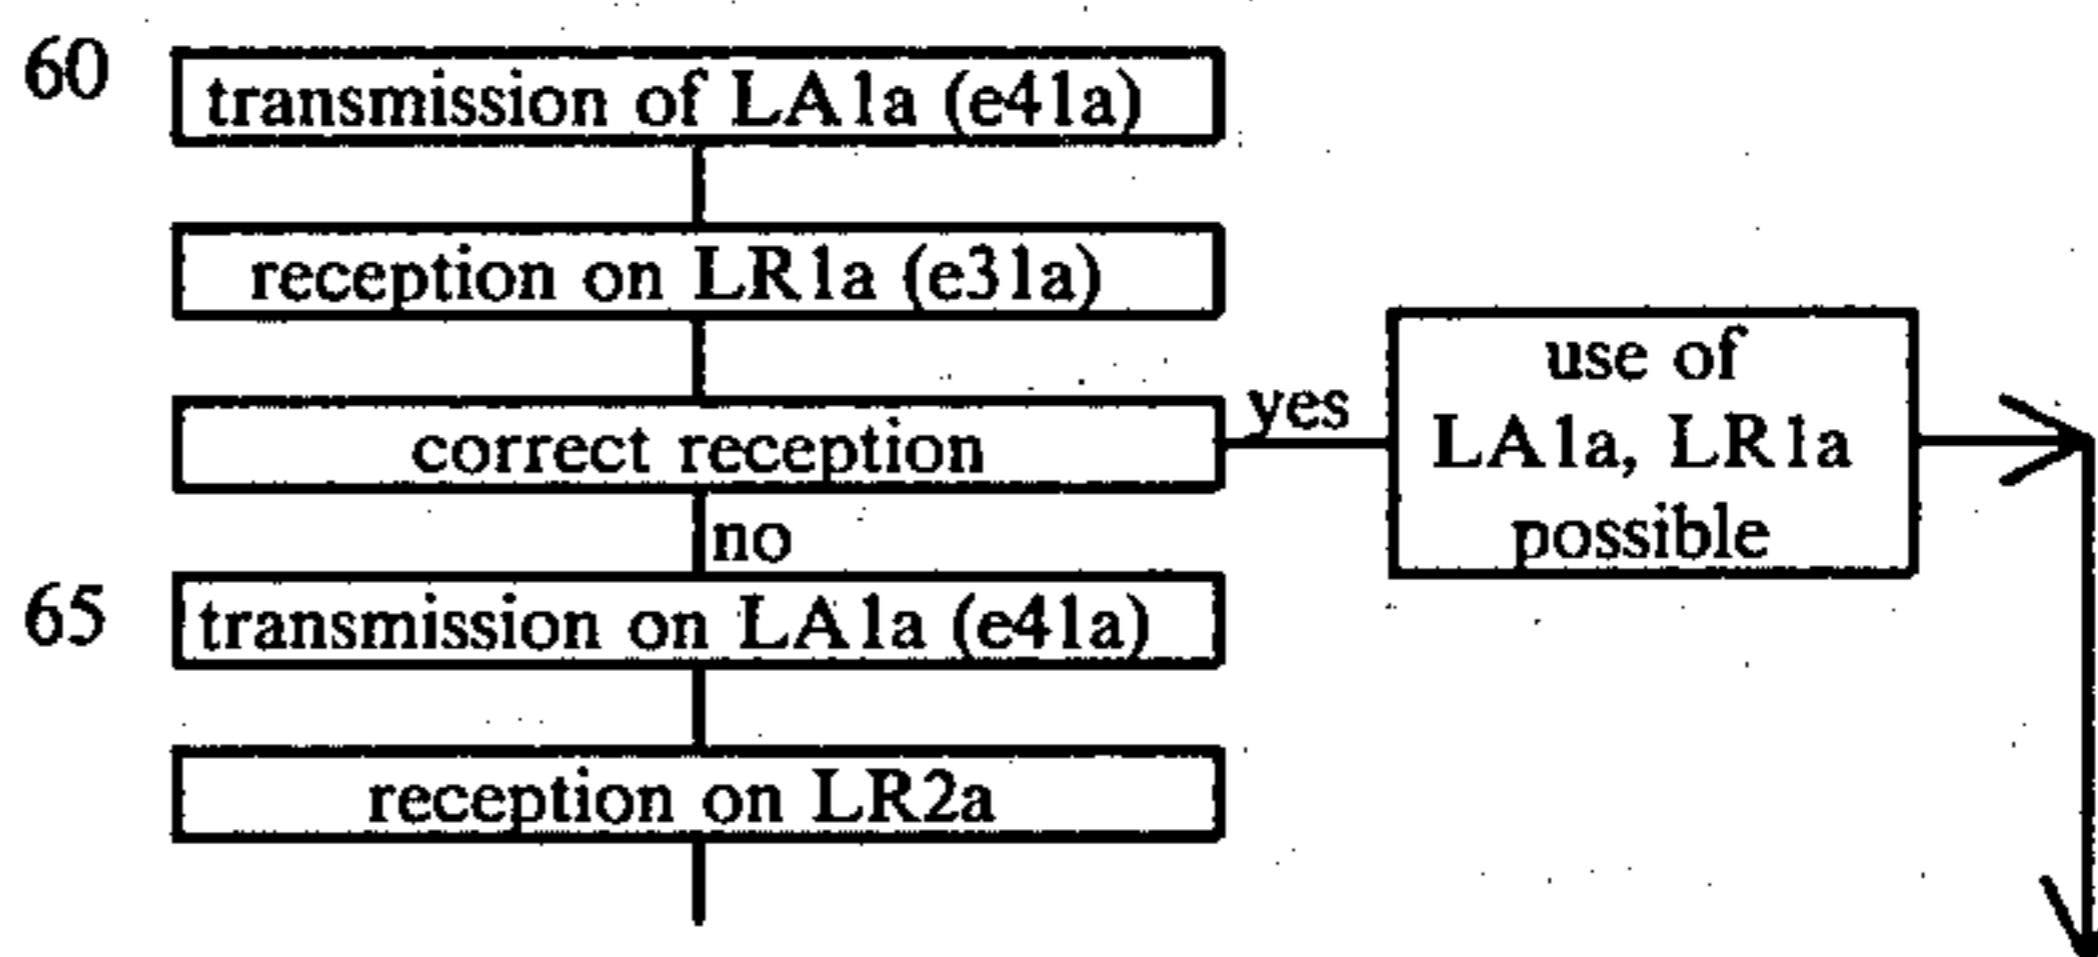 60 transmission of LA1a (e41a)
reception on LR1a (e31a)
correct reception
yes
use of
LA1a, LR1a
possible
no
65 transmission on LA1a (e41a)
reception on LR2a